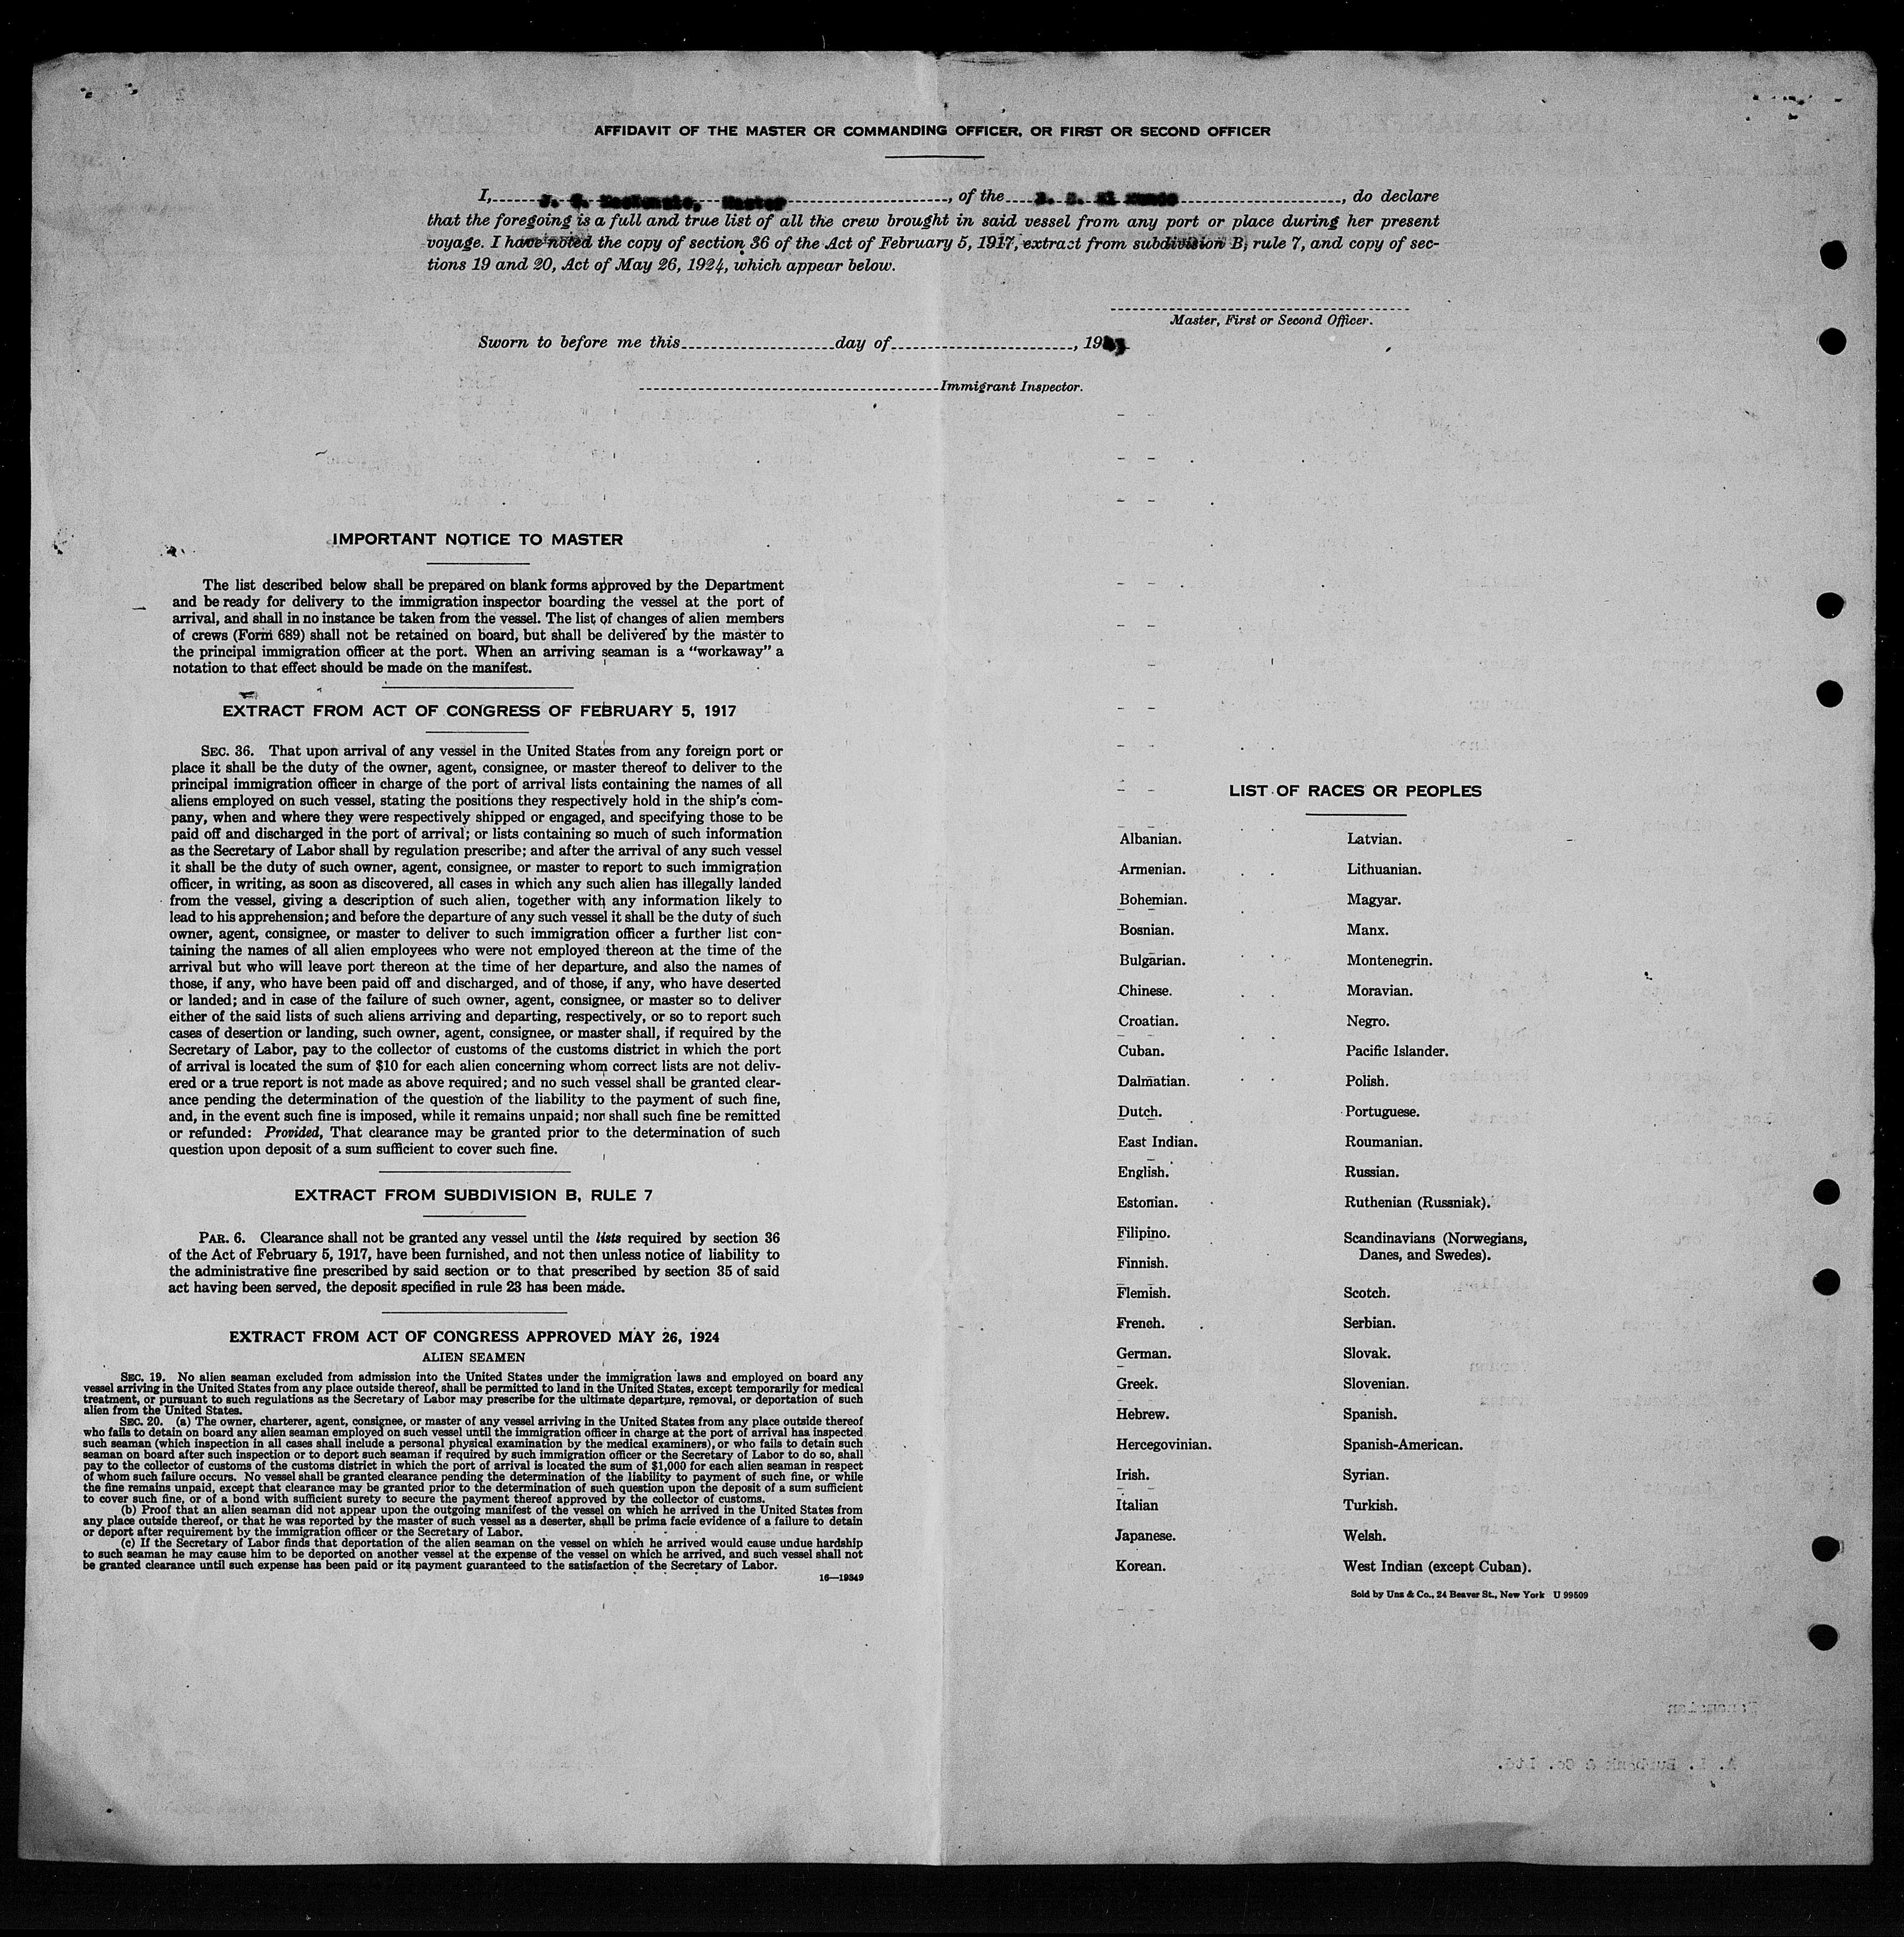 AFFIDAVIT OF THE MASTER OR COMMANDING OFFICER, OR FIRST OR SECOND OFFICER
I, J. MacKenzie, Master, of the S. S. El Mundo, do declare
that the foregoing is a full and true list of all the crew brought in said vessel from any port or place during her present
voyage. I have noted the copy of section 36 of the Act of February 5, 1917, extract from subdivision B, rule 7, and copy of sec-
tions 19 and 20, Act of May 26, 1924, which appear below.
Master, First or Second Officer.
Sworn to before me this day of , 19
Immigrant Inspector.
IMPORTANT NOTICE TO MASTER
The list described below shall be prepared on blank forms approved by the Department
and be ready for delivery to the immigration inspector boarding the vessel at the port of
arrival, and shall in no instance be taken from the vessel. The list of changes of alien members
of crews (Form 689) shall not be retained on board, but shall be delivered by the master to
the principal immigration officer at the port. When an arriving seaman is a "workaway" a
notation to that effect should be made on the manifest.
EXTRACT FROM ACT OF CONGRESS OF FEBRUARY 5, 1917
SEC. 36. That upon arrival of any vessel in the United States from any foreign port or
place it shall be the duty of the owner, agent, consignee, or master thereof to deliver to the
principal immigration officer in charge of the port of arrival lists containing the names of all
aliens employed on such vessel, stating the positions they respectively hold in the ship's com-
pany, when and where they were respectively shipped or engaged, and specifying those to be
paid off and discharged in the port of arrival; or lists containing so much of such information
as the Secretary of Labor shall by regulation prescribe; and after the arrival of any such vessel
it shall be the duty of such owner, agent, consignee, or master to report to such immigration
officer, in writing, as soon as discovered, all cases in which any such alien has illegally landed
from the vessel, giving a description of such alien, together with any information likely to
lead to his apprehension; and before the departure of any such vessel it shall be the duty of such
owner, agent, consignee, or master to deliver to such immigration officer a further list con-
taining the names of all alien employees who were not employed thereon at the time of the
arrival but who will leave port thereon at the time of her departure, and also the names of
those, if any, who have been paid off and discharged, and of those, if any, who have deserted
or landed; and in case of the failure of such owner, agent, consignee, or master so to deliver
either of the said lists of such aliens arriving and departing, respectively, or so to report such
cases of desertion or landing, such owner, agent, consignee, or master shall, if required by the
Secretary of Labor, pay to the collector of customs of the customs district in which the port
of arrival is located the sum of $10 for each alien concerning whom correct lists are not deliv-
ered or a true report is not made as above required; and no such vessel shall be granted clear-
ance pending the determination of the question of the liability to the payment of such fine,
and, in the event such fine is imposed, while it remains unpaid; nor shall such fine be remitted
or refunded: Provided, That clearance may be granted prior to the determination of such
question upon deposit of a sum sufficient to cover such fine.
EXTRACT FROM SUBDIVISION B, RULE 7
PAR. 6. Clearance shall not be granted any vessel until the lists required by section 36
of the Act of February 5, 1917, have been furnished, and not then unless notice of liability to
the administrative fine prescribed by said section or to that prescribed by section 35 of said
act having been served, the deposit specified in rule 23 has been made.
EXTRACT FROM ACT OF CONGRESS APPROVED MAY 26, 1924
ALIEN SEAMEN
SEC. 19. No alien seaman excluded from admission into the United States under the immigration laws and employed on board any
vessel arriving in the United States from any place outside thereof, shall be permitted to land in the United States, except temporarily for medical
treatment, or pursuant to such regulations as the Secretary of Labor may prescribe for the ultimate departure, removal, or deportation of such
alien from the United States.
SEC. 20. (a) The owner, charterer, agent, consignee, or master of any vessel arriving in the United States from any place outside thereof
who fails to detain on board any alien seaman employed on such vessel until the immigration officer in charge at the port of arrival has inspected
such seaman (which inspection in all cases shall include a personal physical examination by the medical examiners), or who fails to detain such
seaman on board after such inspection or to deport such seaman if required by such immigration officer or the Secretary of Labor to do so, shall
pay to the collector of customs of the customs district in which the port of arrival is located the sum of $1,000 for each alien seaman in respect
of whom such failure occurs. No vessel shall be granted clearance pending the determination of the liability to payment of such fine, or while
the fine remains unpaid, except that clearance may be granted prior to the determination of such question upon the deposit of a sum sufficient
to cover such fine, or of a bond with sufficient surety to secure the payment thereof approved by the collector of customs.
(b) Proof that an alien seaman did not appear upon the outgoing manifest of the vessel on which he arrived in the United States from
any place outside thereof, or that he was reported by the master of such vessel as a deserter, shall be prima facie evidence of a failure to detain
or deport after requirement by the immigration officer or the Secretary of Labor.
(c) If the Secretary of Labor finds that deportation of the alien seaman on the vessel on which he arrived would cause undue hardship
to such seaman he may cause him to be deported on another vessel at the expense of the vessel on which he arrived, and such vessel shall not
be granted clearance until such expense has been paid or its payment guaranteed to the satisfaction of the Secretary of Labor.
16—19349
LIST OF RACES OR PEOPLES
Albanian.
Armenian.
Bohemian.
Bosnian.
Bulgarian.
Chinese.
Croatian.
Cuban.
Dalmatian.
Dutch.
East Indian.
English.
Estonian.
Filipino.
Finnish.
Flemish.
French.
German.
Greek.
Hebrew.
Hercegovinian.
Irish.
Italian
Japanese.
Korean.
Latvian.
Lithuanian.
Magyar.
Manx.
Montenegrin.
Moravian.
Negro.
Pacific Islander.
Polish.
Portuguese.
Roumanian.
Russian.
Ruthenian (Russniak).
Scandinavians (Norwegians,
Danes, and Swedes).
Scotch.
Serbian.
Slovak.
Slovenian.
Spanish.
Spanish-American.
Syrian.
Turkish.
Welsh.
West Indian (except Cuban).
Sold by Unz & Co., 24 Beaver St., New York U 99509